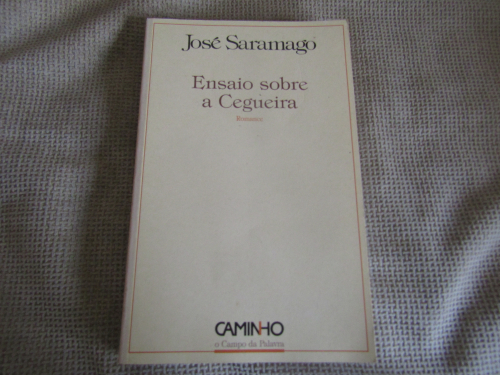 José Saramago
Ensaio sobre
a Cegueira
Romance
CAMINHO
o Campo da Palavra